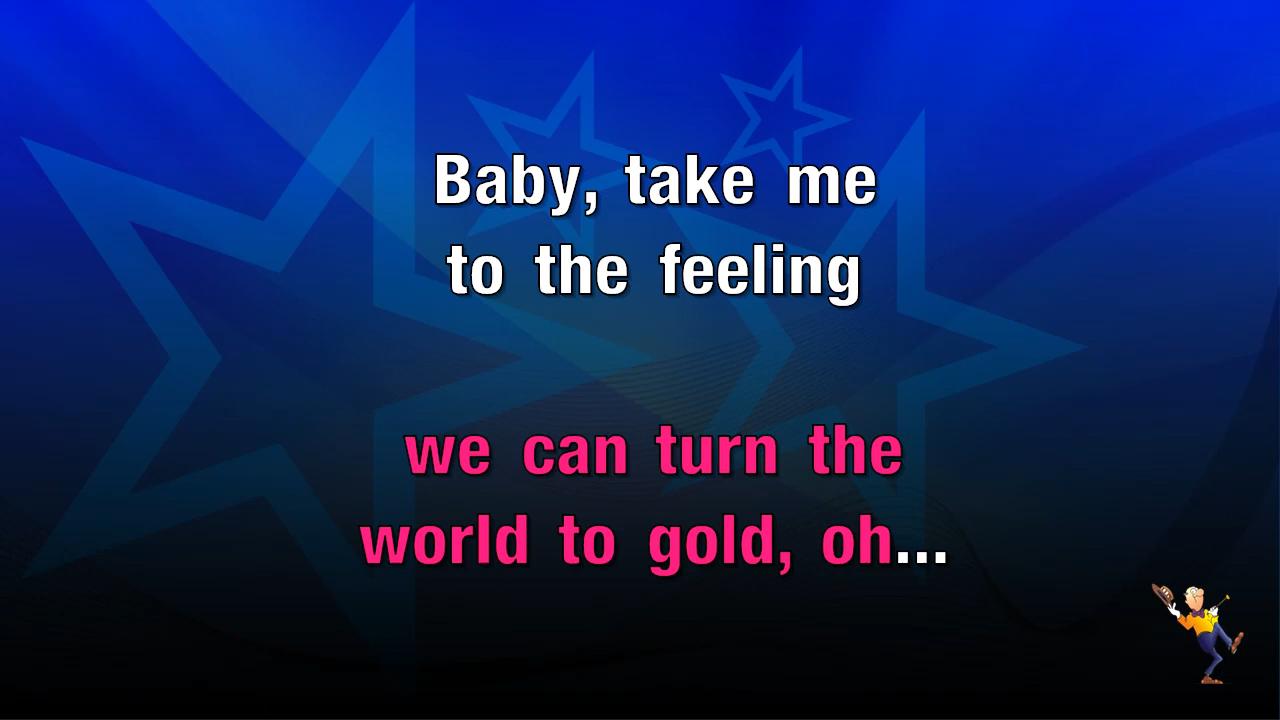 Baby, take me
to the feeling
we can turn the
world to gold, oh...